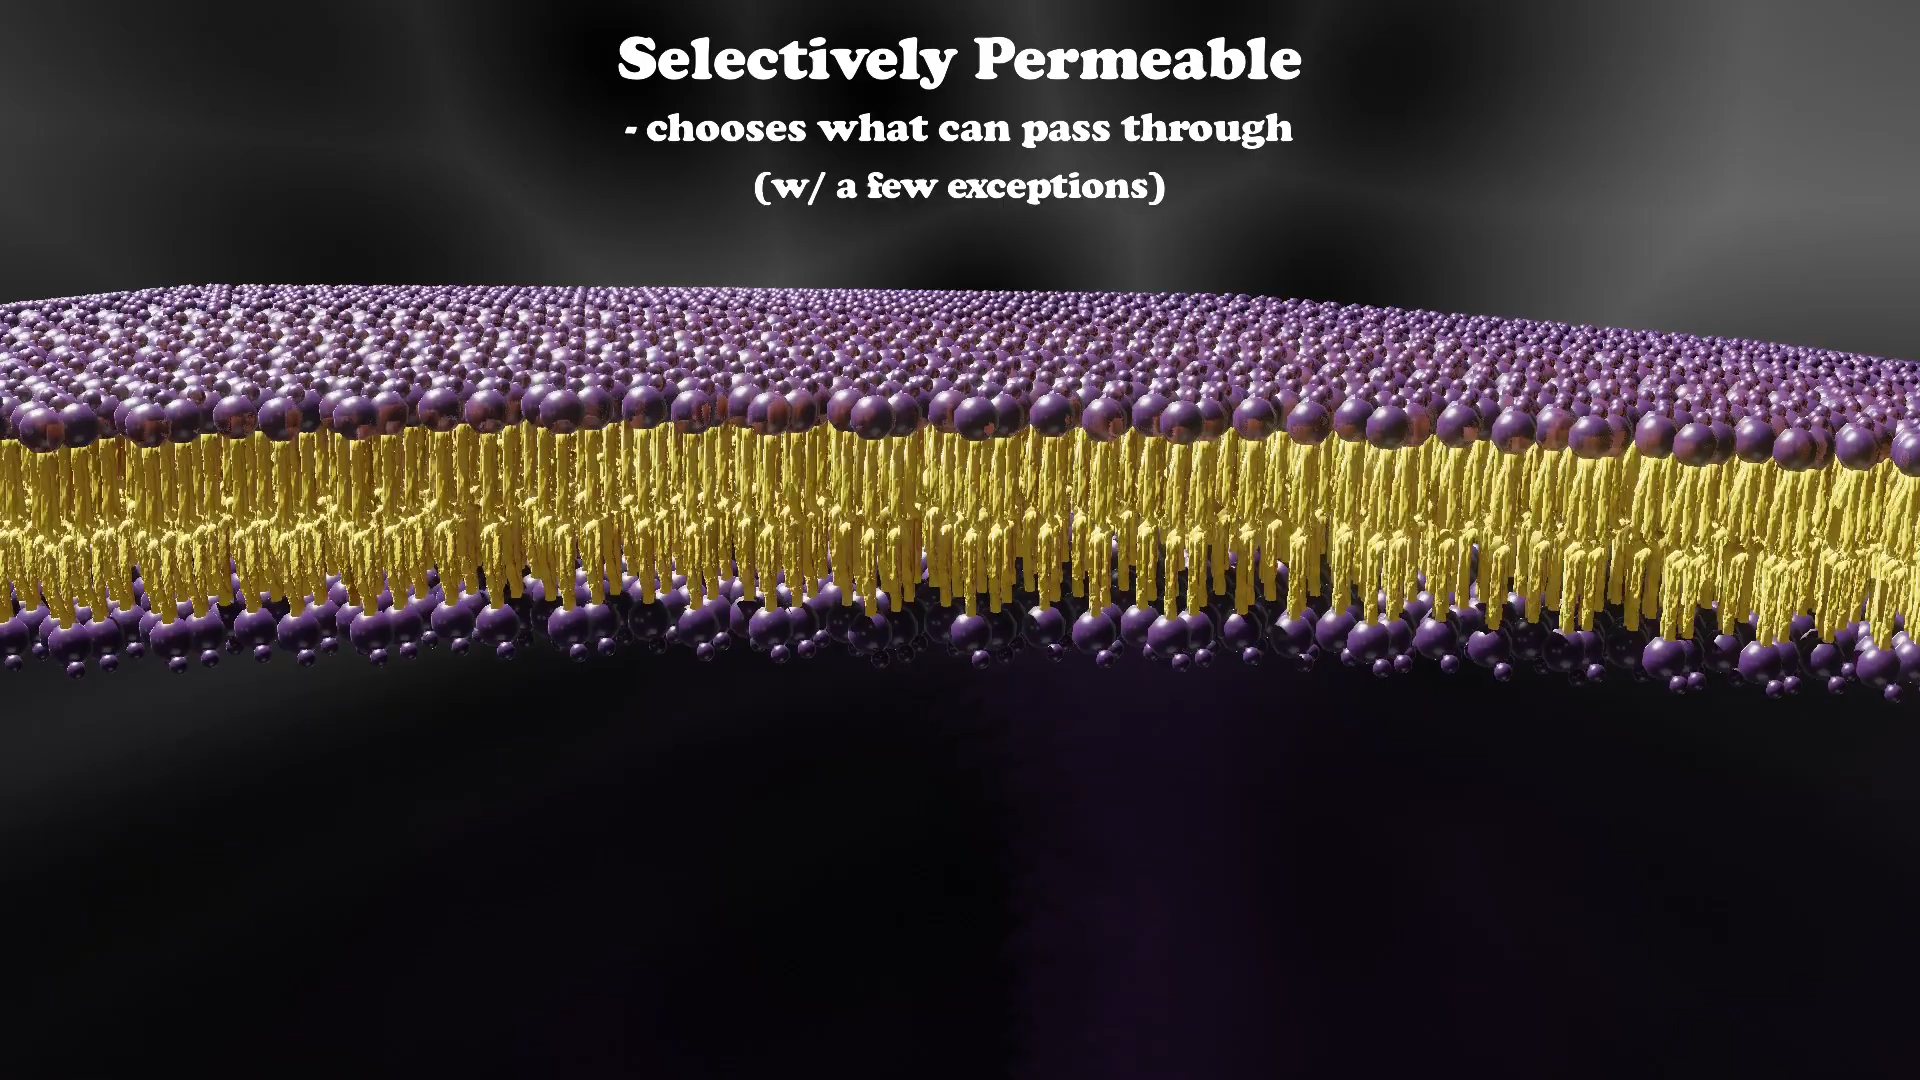 Selectively Permeable
- chooses what can pass through
(w/ a few exceptions)